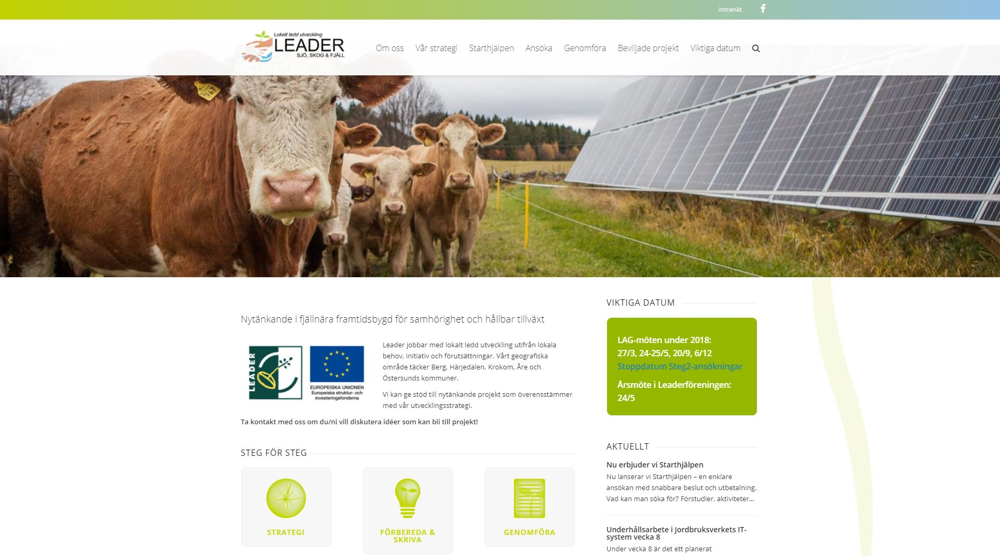 intranät
Lokalt ledd utveckling
LEADER
SJÖ, SKOG & FJÄLL
Om oss Vår strategi Starthjälpen Ansöka Genomföra Beviljade projekt Viktiga datum
Nytänkande i fjällnära framtidsbygd för samhörighet och hållbar tillväxt
LEADER
EUROPEISKA UNIONEN
Europeiska struktur- och
investeringsfonderna
Leader jobbar med lokalt ledd utveckling utifrån lokala
behov, initiativ och förutsättningar. Vårt geografiska
område täcker Berg, Härjedalen, Krokom, Åre och
Östersunds kommuner.
Vi kan ge stöd till nytänkande projekt som överensstämmer
med vår utvecklingsstrategi.
Ta kontakt med oss om du/ni vill diskutera idéer som kan bli till projekt!
STEG FÖR STEG
STRATEGI
FÖRBEREDA &
SKRIVA
GENOMFÖRA
VIKTIGA DATUM
LAG-möten under 2018:
27/3, 24-25/5, 20/9, 6/12
Stoppdatum Steg2-ansökningar
Årsmöte i Leaderföreningen:
24/5
AKTUELLT
Nu erbjuder vi Starthjälpen
Nu lanserar vi Starthjälpen – en enklare
ansökan med snabbare beslut och utbetalning.
Vad kan man söka för? Förstudier, aktiviteter...
Underhållsarbete i Jordbruksverkets IT-
system vecka 8
Under vecka 8 är det ett planerat